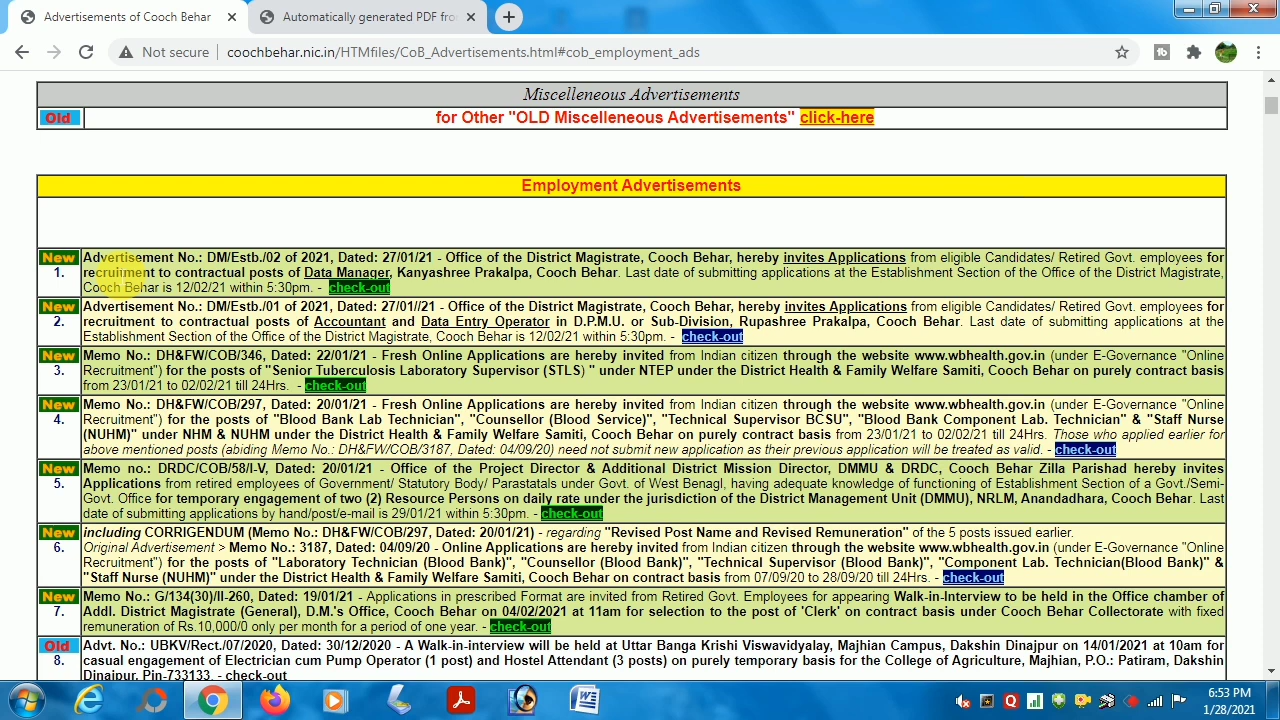 Advertisements of Cooch Behar
Automatically generated PDF fro
Not secure
coochbehar.nic.in/HTMfiles/CoB_Advertisements.html#cob_employment_ads
Miscelleneous Advertisements
Old
for Other "OLD Miscelleneous Advertisements" click-here
Employment Advertisements
New
1.
Advertisement No.: DM/Estb./02 of 2021, Dated: 27/01/21 - Office of the District Magistrate, Cooch Behar, hereby invites Applications from eligible Candidates/ Retired Govt. employees for
recruitment to contractual posts of Data Manager, Kanyashree Prakalpa, Cooch Behar. Last date of submitting applications at the Establishment Section of the Office of the District Magistrate,
Cooch Behar is 12/02/21 within 5:30pm. - check-out
New
2.
Advertisement No.: DM/Estb./01 of 2021, Dated: 27/01//21 - Office of the District Magistrate, Cooch Behar, hereby invites Applications from eligible Candidates/ Retired Govt. employees for
recruitment to contractual posts of Accountant and Data Entry Operator in D.P.M.U. or Sub-Division, Rupashree Prakalpa, Cooch Behar. Last date of submitting applications at the
Establishment Section of the Office of the District Magistrate, Cooch Behar is 12/02/21 within 5:30pm. - check-out
New
3.
Memo No.: DH&FW/COB/346, Dated: 22/01/21 - Fresh Online Applications are hereby invited from Indian citizen through the website www.wbhealth.gov.in (under E-Governance "Online
Recruitment") for the posts of "Senior Tuberculosis Laboratory Supervisor (STLS) " under NTEP under the District Health & Family Welfare Samiti, Cooch Behar on purely contract basis
from 23/01/21 to 02/02/21 till 24Hrs. - check-out
New
4.
Memo No.: DH&FW/COB/297, Dated: 20/01/21 - Fresh Online Applications are hereby invited from Indian citizen through the website www.wbhealth.gov.in (under E-Governance "Online
Recruitment") for the posts of "Blood Bank Lab Technician", "Counsellor (Blood Service)", "Technical Supervisor BCSU", "Blood Bank Component Lab. Technician" & "Staff Nurse
(NUHM)" under NHM & NUHM under the District Health & Family Welfare Samiti, Cooch Behar on purely contract basis from 23/01/21 to 02/02/21 till 24Hrs. Those who applied earlier for
above mentioned posts (abiding Memo No.: DH&FW/COB/3187, Dated: 04/09/20) need not submit new application as their previous application will be treated as valid. - check-out
New
5.
Memo no.: DRDC/COB/58/I-V, Dated: 20/01/21 - Office of the Project Director & Additional District Mission Director, DMMU & DRDC, Cooch Behar Zilla Parishad hereby invites
Applications from retired employees of Government/ Statutory Body/ Parastatals under Govt. of West Benagl, having adequate knowledge of functioning of Establishment Section of a Govt./Semi-
Govt. Office for temporary engagement of two (2) Resource Persons on daily rate under the jurisdiction of the District Management Unit (DMMU), NRLM, Anandadhara, Cooch Behar. Last
date of submitting applications by hand/post/e-mail is 29/01/21 within 5:30pm. - check-out
New
6.
including CORRIGENDUM (Memo No.: DH&FW/COB/297, Dated: 20/01/21) - regarding "Revised Post Name and Revised Remuneration" of the 5 posts issued earlier.
Original Advertisement > Memo No.: 3187, Dated: 04/09/20 - Online Applications are hereby invited from Indian citizen through the website www.wbhealth.gov.in (under E-Governance "Online
Recruitment") for the posts of "Laboratory Technician (Blood Bank)", "Counsellor (Blood Bank)", "Technical Supervisor (Blood Bank)", "Component Lab. Technician(Blood Bank)" &
"Staff Nurse (NUHM)" under the District Health & Family Welfare Samiti, Cooch Behar on contract basis from 07/09/20 to 28/09/20 till 24Hrs. - check-out
New
7.
Memo No.: G/134(30)/II-260, Dated: 19/01/21 - Applications in prescribed Format are invited from Retired Govt. Employees for appearing Walk-in-Interview to be held in the Office chamber of
Addl. District Magistrate (General), D.M.'s Office, Cooch Behar on 04/02/2021 at 11am for selection to the post of 'Clerk' on contract basis under Cooch Behar Collectorate with fixed
remuneration of Rs.10,000/0 only per month for a period of one year. - check-out
Old
8.
Advt. No.: UBKV/Rect./07/2020, Dated: 30/12/2020 - A Walk-in-interview will be held at Uttar Banga Krishi Viswavidyalay, Majhian Campus, Dakshin Dinajpur on 14/01/2021 at 10am for
casual engagement of Electrician cum Pump Operator (1 post) and Hostel Attendant (3 posts) on purely temporary basis for the College of Agriculture, Majhian, P.O.: Patiram, Dakshin
Dinajpur, Pin-733133. - check-out
6:53 PM
1/28/2021